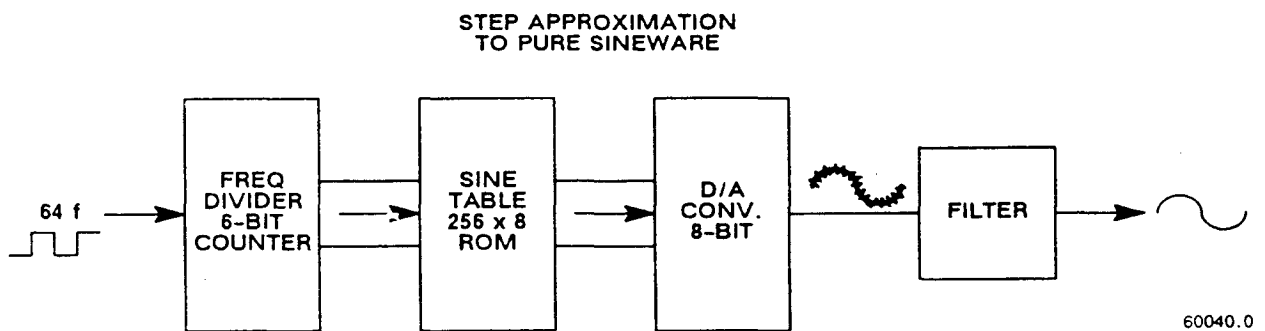 STEP APPROXIMATION
TO PURE SINEWARE
64 f
FREQ
DIVIDER
6-BIT
COUNTER
SINE
TABLE
256 x 8
ROM
D/A
CONV.
8-BIT
FILTER
60040.0